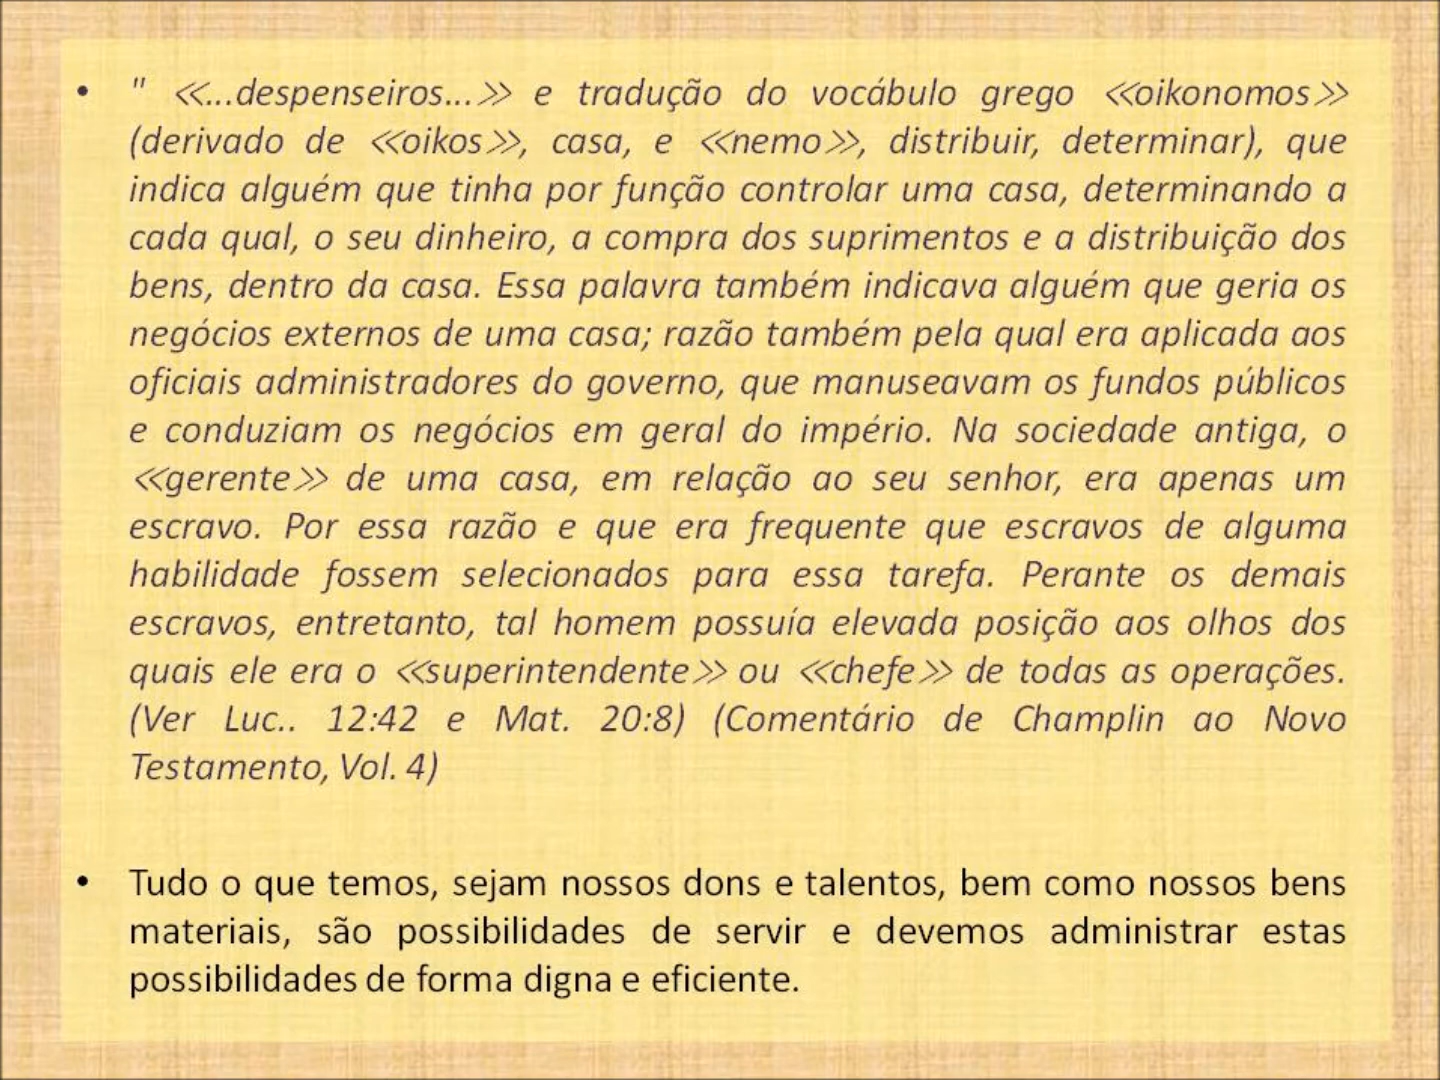 • " ≪...despenseiros...≫ e tradução do vocábulo grego ≪oikonomos≫
(derivado de ≪oikos≫, casa, e ≪nemo≫, distribuir, determinar), que
indica alguém que tinha por função controlar uma casa, determinando a
cada qual, o seu dinheiro, a compra dos suprimentos e a distribuição dos
bens, dentro da casa. Essa palavra também indicava alguém que geria os
negócios externos de uma casa; razão também pela qual era aplicada aos
oficiais administradores do governo, que manuseavam os fundos públicos
e conduziam os negócios em geral do império. Na sociedade antiga, o
≪gerente≫ de uma casa, em relação ao seu senhor, era apenas um
escravo. Por essa razão e que era frequente que escravos de alguma
habilidade fossem selecionados para essa tarefa. Perante os demais
escravos, entretanto, tal homem possuía elevada posição aos olhos dos
quais ele era o ≪superintendente≫ ou ≪chefe≫ de todas as operações.
(Ver Luc.. 12:42 e Mat. 20:8) (Comentário de Champlin ao Novo
Testamento, Vol. 4)
• Tudo o que temos, sejam nossos dons e talentos, bem como nossos bens
materiais, são possibilidades de servir e devemos administrar estas
possibilidades de forma digna e eficiente.